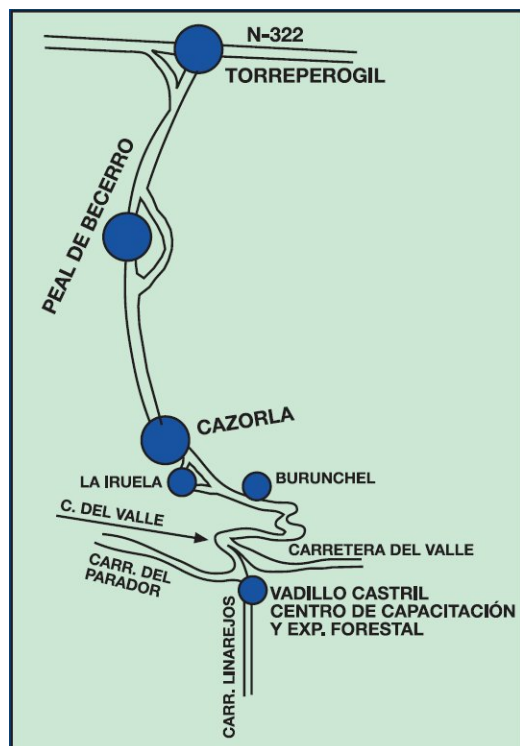 N-322
TORREPEROGIL
PEAL DE BECERRO
CAZORLA
LA IRUELA
BURUNCHEL
C. DEL VALLE
CARRETERA DEL VALLE
CARR. DEL
PARADOR
VADILLO CASTRIL
CENTRO DE CAPACITACIÓN
Y EXP. FORESTAL
CARR. LINAREJOS